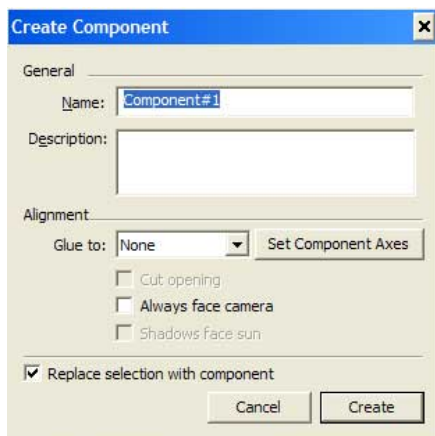 Create Component
General
Name: Component#1
Description:
Alignment
Glue to: None Set Component Axes
Cut opening
Always face camera
Shadows face sun
Replace selection with component
Cancel Create